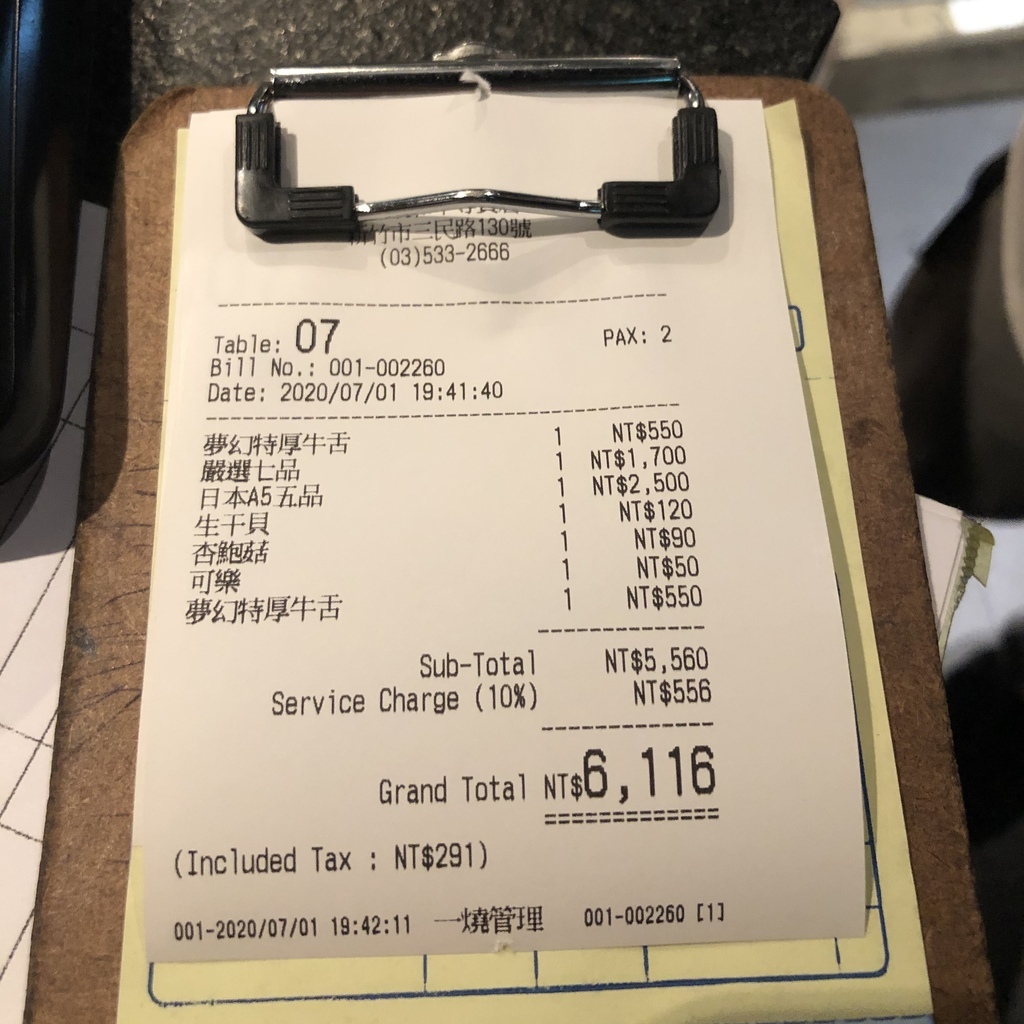 新竹市三民路130號
(03)533-2666
Table: 07 PAX: 2
Bill No.: 001-002260
Date: 2020/07/01 19:41:40
夢幻特厚牛舌 1 NT$550
嚴選七品 1 NT$1,700
日本A5五品 1 NT$2,500
生干貝 1 NT$120
杏鮑菇 1 NT$90
可樂 1 NT$50
夢幻特厚牛舌 1 NT$550
Sub-Total NT$5,560
Service Charge (10%) NT$556
Grand Total NT$6,116
(Included Tax : NT$291)
001-2020/07/01 19:42:11 一燒管理 001-002260 [1]